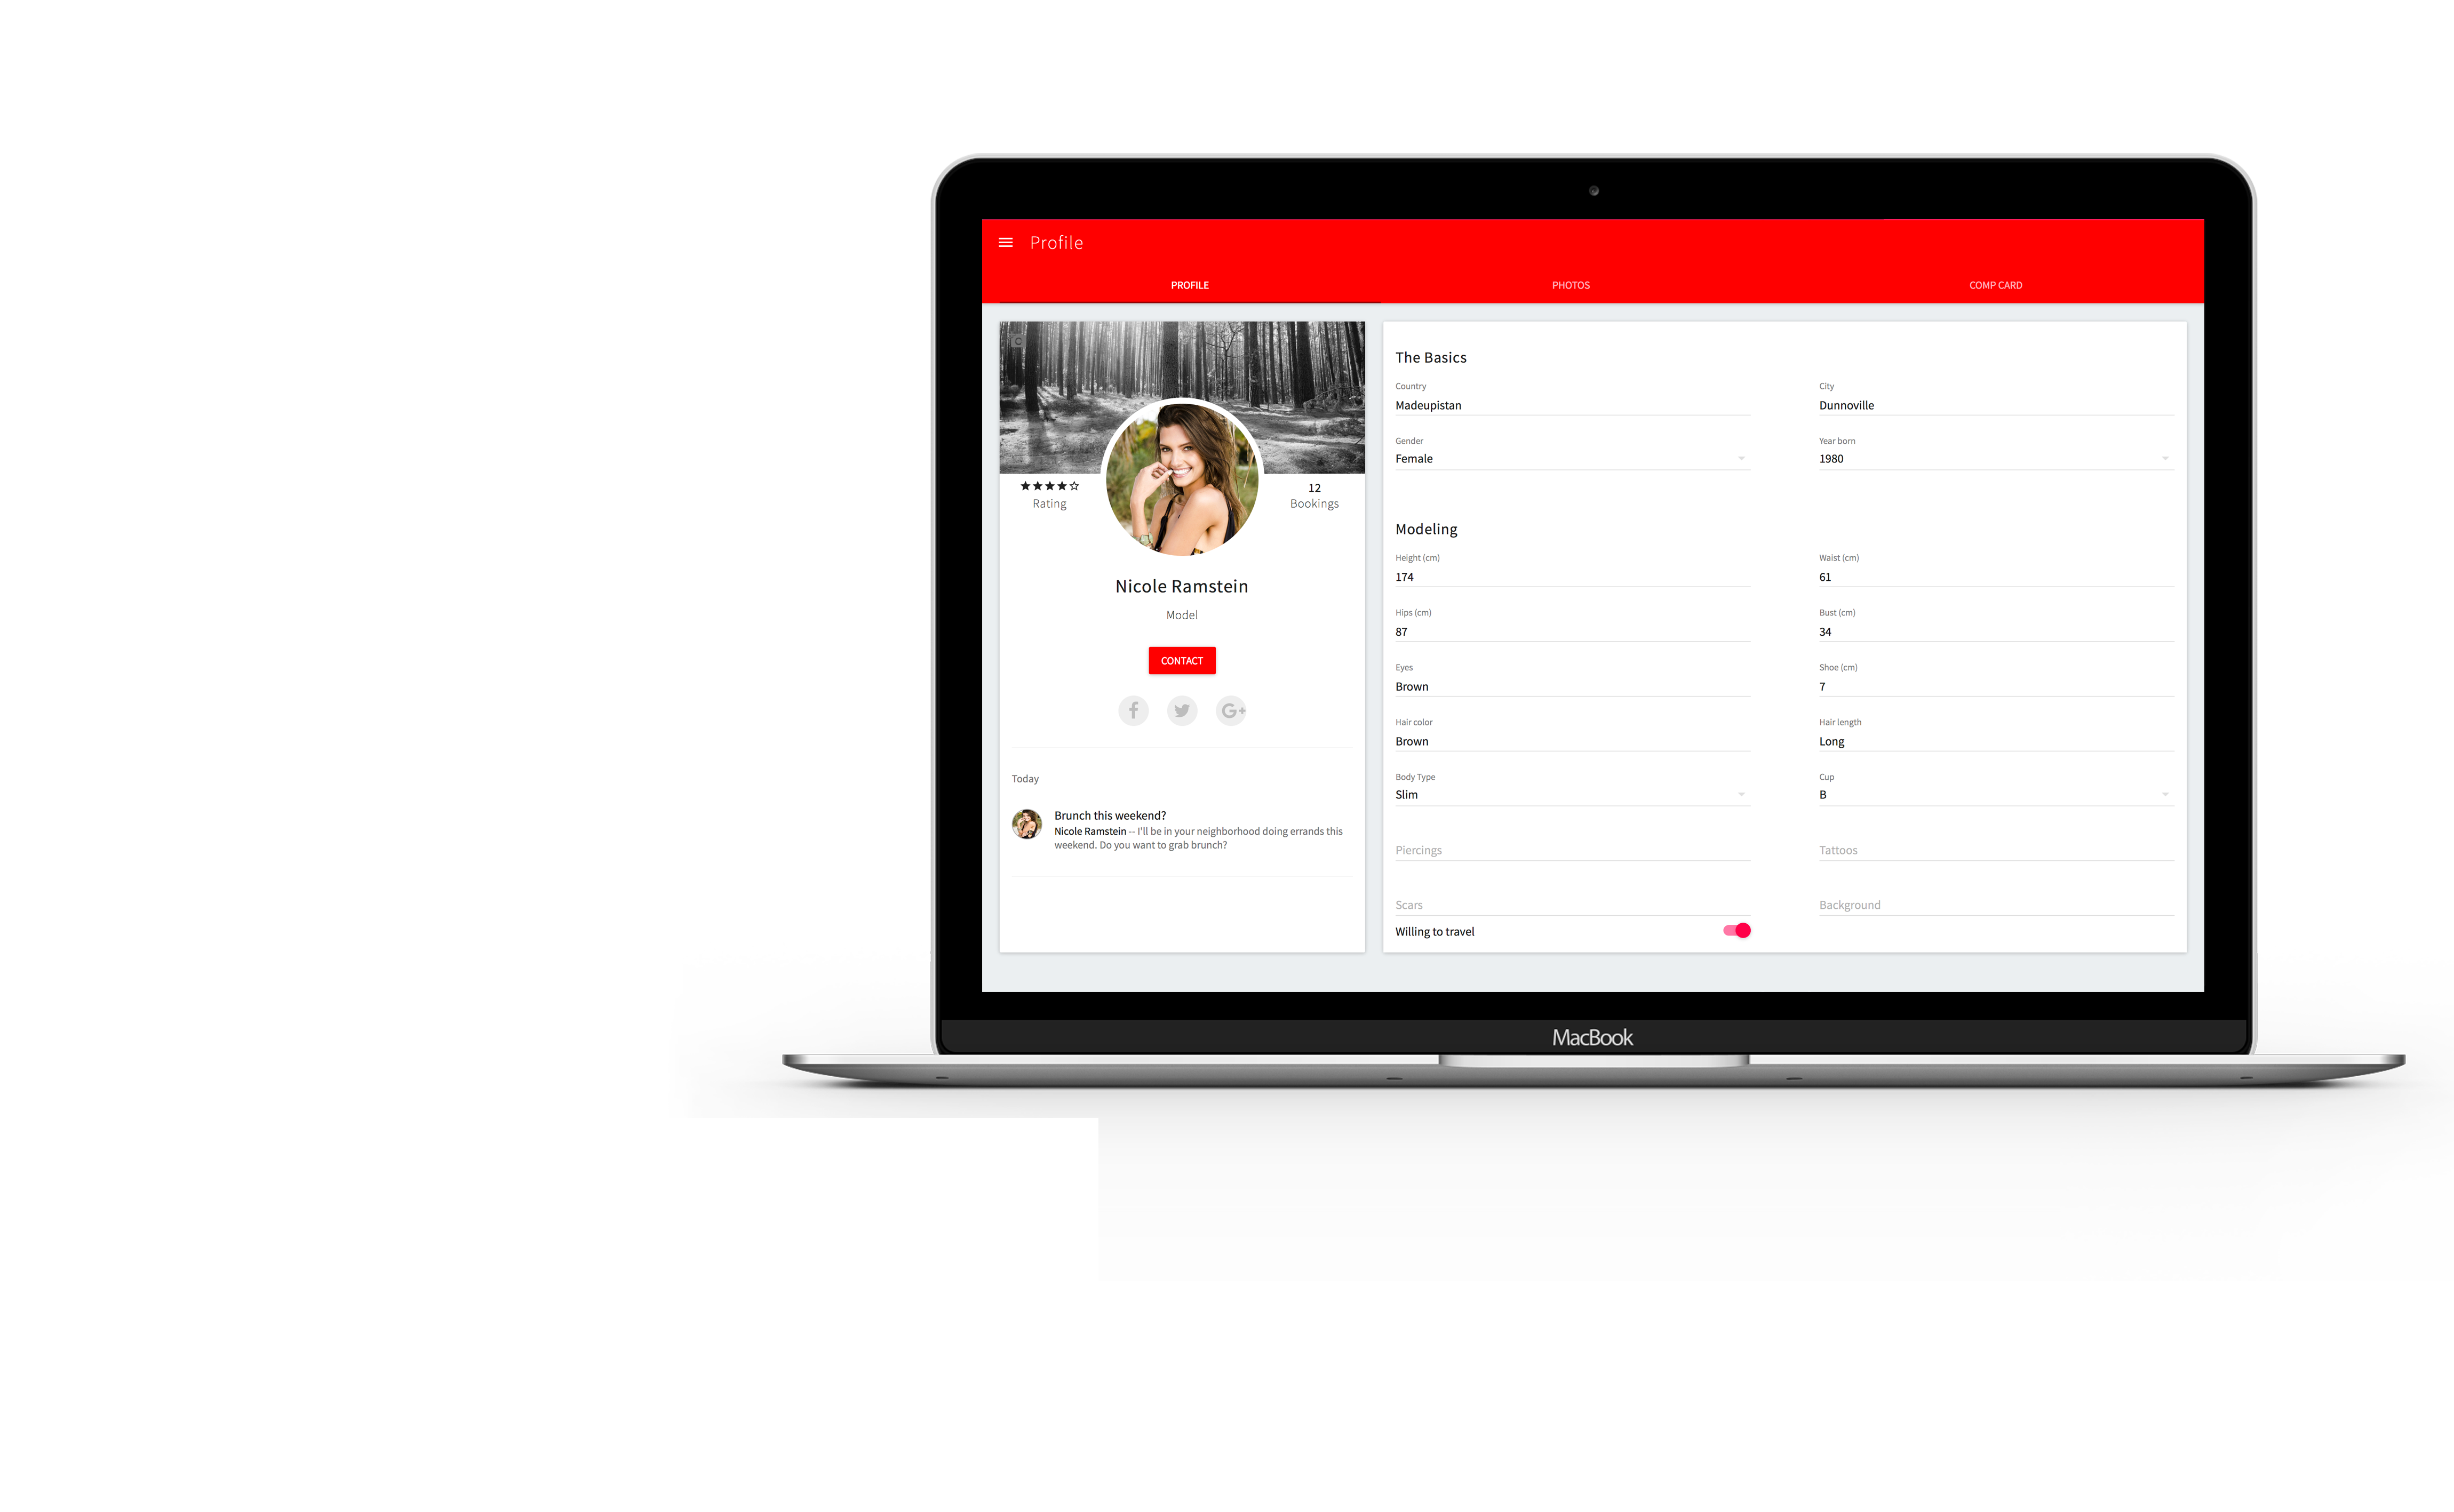 Profile
PROFILE PHOTOS COMP CARD
C
Rating
12
Bookings
Nicole Ramstein
Model
CONTACT
f
G+
Today
Brunch this weekend?
Nicole Ramstein -- I'll be in your neighborhood doing errands this
weekend. Do you want to grab brunch?
The Basics
Country City
Madeupistan Dunnoville
Gender Year born
Female 1980
Modeling
Height (cm) Waist (cm)
174 61
Hips (cm) Bust (cm)
87 34
Eyes Shoe (cm)
Brown 7
Hair color Hair length
Brown Long
Body Type Cup
Slim B
Piercings Tattoos
Scars Background
Willing to travel
MacBook